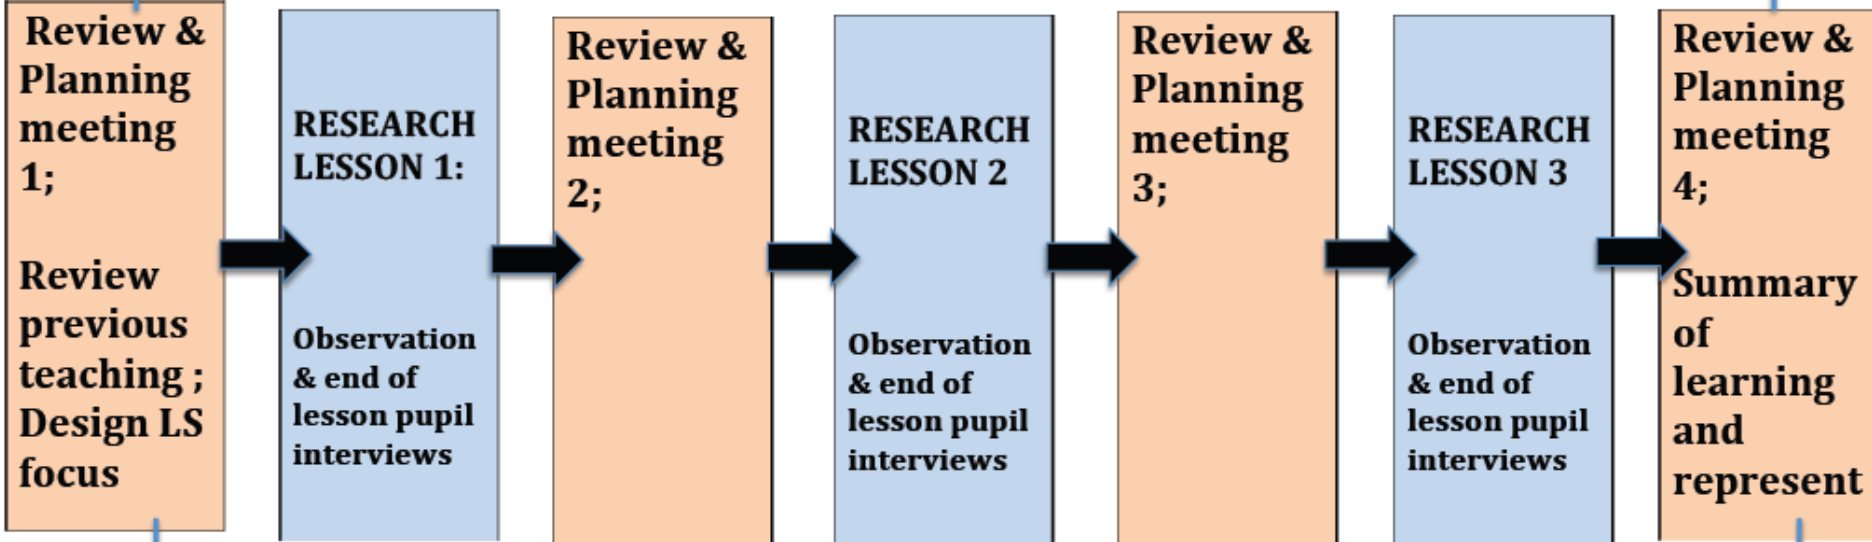 Review &
Planning
meeting
1;
Review
previous
teaching ;
Design LS
focus
RESEARCH
LESSON 1:
Observation
& end of
lesson pupil
interviews
Review &
Planning
meeting
2;
RESEARCH
LESSON 2
Observation
& end of
lesson pupil
interviews
Review &
Planning
meeting
3;
RESEARCH
LESSON 3
Observation
& end of
lesson pupil
interviews
Review &
Planning
meeting
4;
Summary
of
learning
and
represent